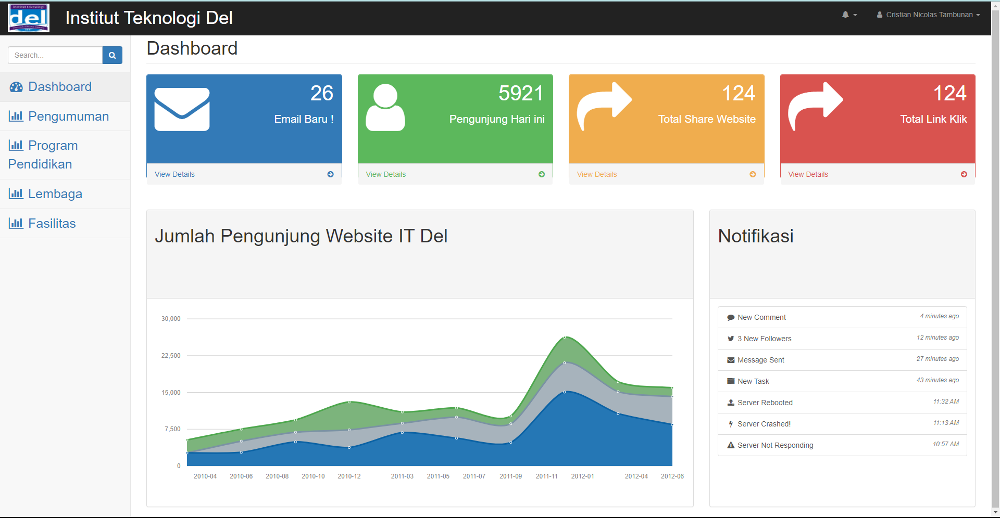 Institut Teknologi
del
Institut Teknologi Del
Cristian Nicolas Tambunan
Search...
Dashboard
Pengumuman
Program
Pendidikan
Lembaga
Fasilitas
Dashboard
26
Email Baru !
View Details
5921
Pengunjung Hari ini
View Details
124
Total Share Website
View Details
124
Total Link Klik
View Details
Jumlah Pengunjung Website IT Del
30,000
22,500
15,000
7,500
0
2010-04 2010-06 2010-08 2010-10 2010-12 2011-03 2011-05 2011-07 2011-09 2011-11 2012-01 2012-04 2012-06
Notifikasi
New Comment 4 minutes ago
3 New Followers 12 minutes ago
Message Sent 27 minutes ago
New Task 43 minutes ago
Server Rebooted 11:32 AM
Server Crashed! 11:13 AM
Server Not Responding 10:57 AM